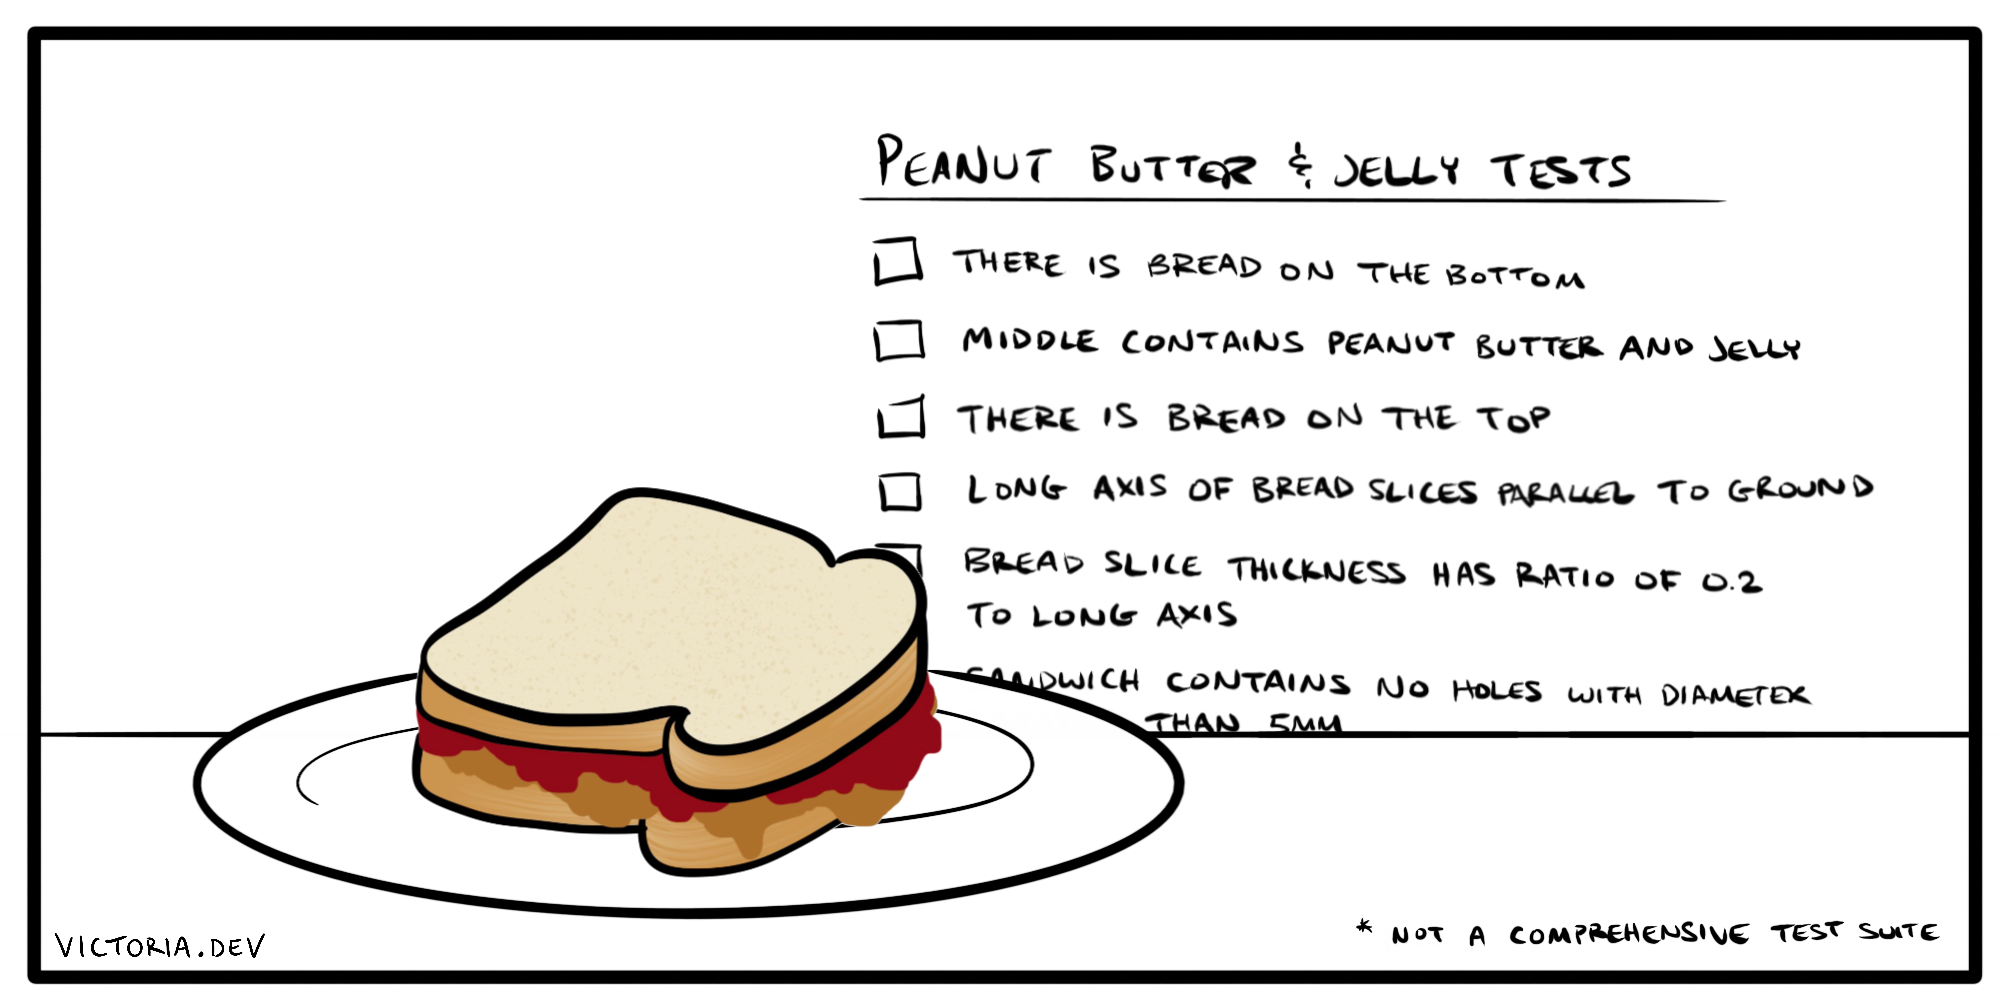 PEANUT BUTTER & JELLY TESTS
THERE IS BREAD ON THE BOTTOM
MIDDLE CONTAINS PEANUT BUTTER AND JELLY
THERE IS BREAD ON THE TOP
LONG AXIS OF BREAD SLICES PARALLEL TO GROUND
BREAD SLICE THICKNESS HAS RATIO OF 0.2
TO LONG AXIS
SANDWICH CONTAINS NO HOLES WITH DIAMETER
THAN 5MM
VICTORIA.DEV
* NOT A COMPREHENSIVE TEST SUITE